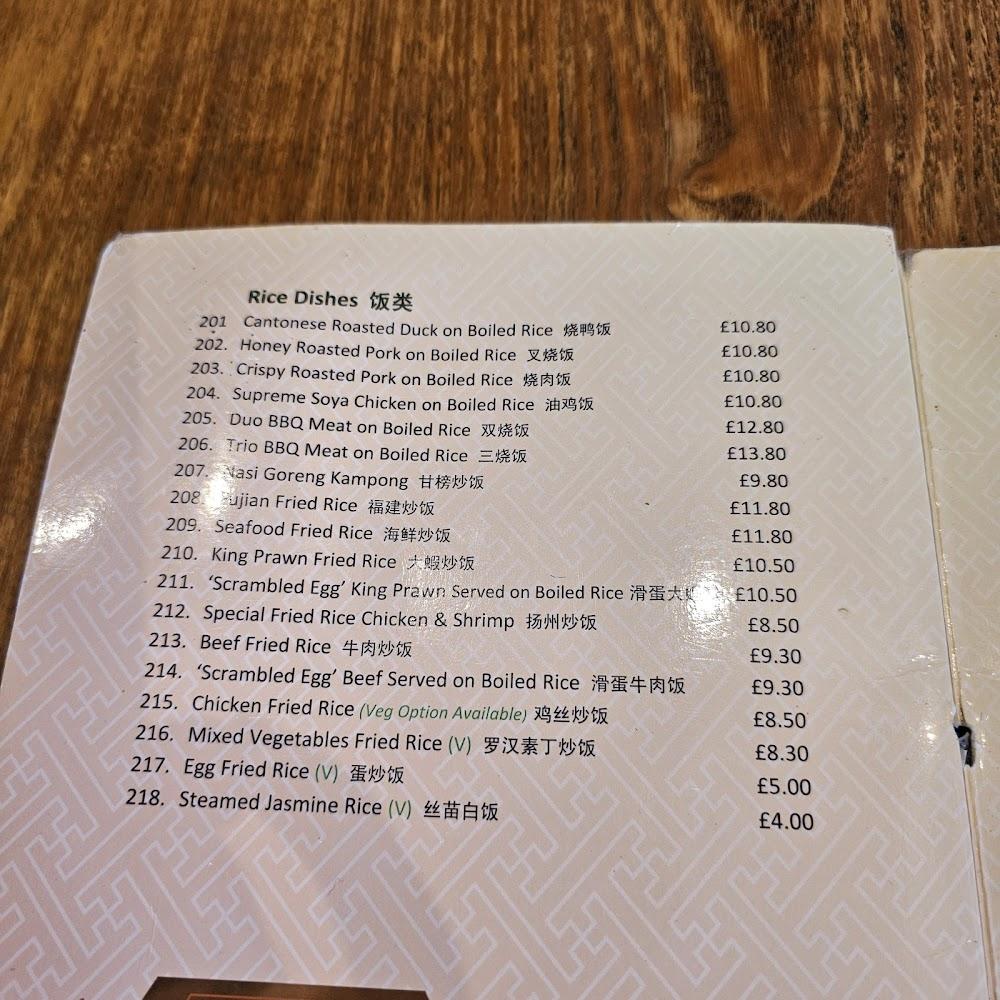 Rice Dishes 饭类
201 Cantonese Roasted Duck on Boiled Rice 烧鸭饭 £10.80
202. Honey Roasted Pork on Boiled Rice 叉烧饭 £10.80
203. Crispy Roasted Pork on Boiled Rice 烧肉饭 £10.80
204. Supreme Soya Chicken on Boiled Rice 油鸡饭 £10.80
205. Duo BBQ Meat on Boiled Rice 双烧饭 £12.80
206. Trio BBQ Meat on Boiled Rice 三烧饭 £13.80
207. Nasi Goreng Kampong 甘榜炒饭 £9.80
208. Fujian Fried Rice 福建炒饭 £11.80
209. Seafood Fried Rice 海鲜炒饭 £11.80
210. King Prawn Fried Rice 大蝦炒饭 £10.50
211. ‘Scrambled Egg’ King Prawn Served on Boiled Rice 滑蛋大 £10.50
212. Special Fried Rice Chicken & Shrimp 扬州炒饭 £8.50
213. Beef Fried Rice 牛肉炒饭 £9.30
214. ‘Scrambled Egg’ Beef Served on Boiled Rice 滑蛋牛肉饭 £9.30
215. Chicken Fried Rice (Veg Option Available) 鸡丝炒饭 £8.50
216. Mixed Vegetables Fried Rice (V) 罗汉素丁炒饭 £8.30
217. Egg Fried Rice (V) 蛋炒饭 £5.00
218. Steamed Jasmine Rice (V) 丝苗白饭 £4.00